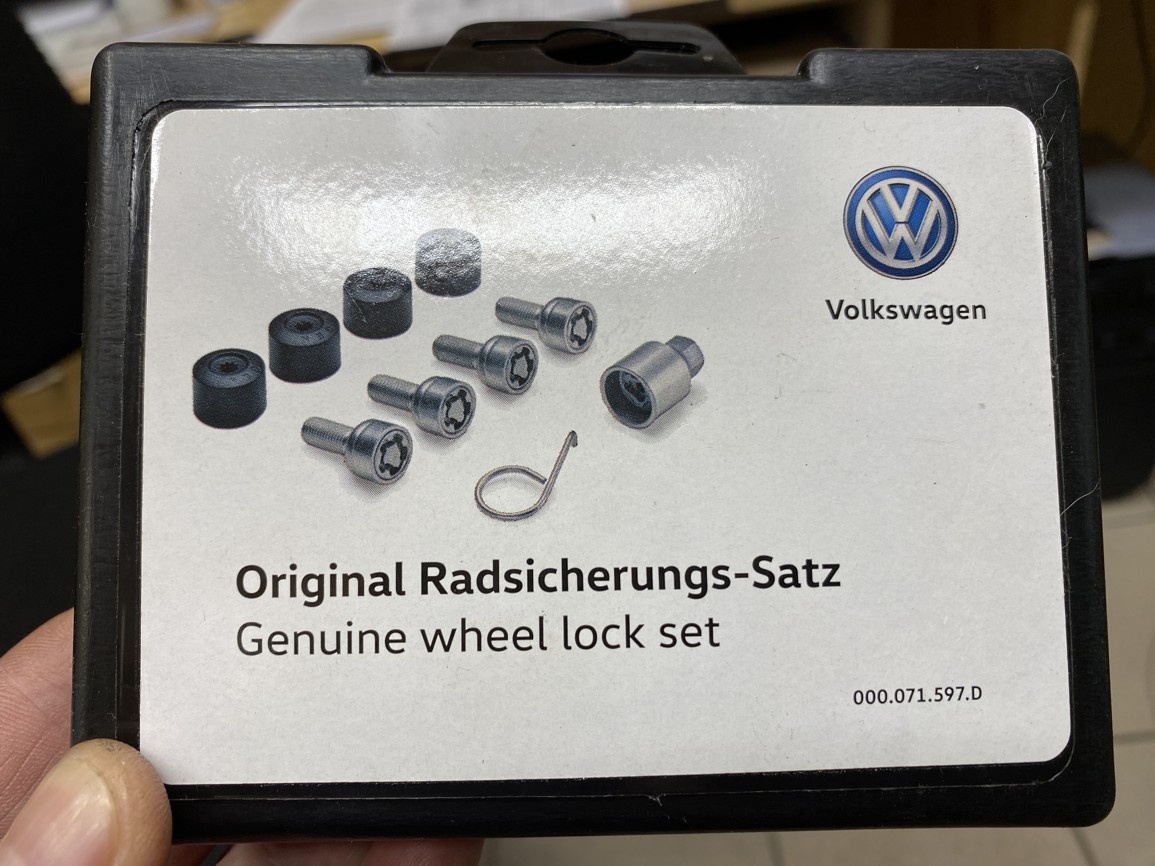 Volkswagen
Original Radsicherungs-Satz
Genuine wheel lock set
000.071.597.D